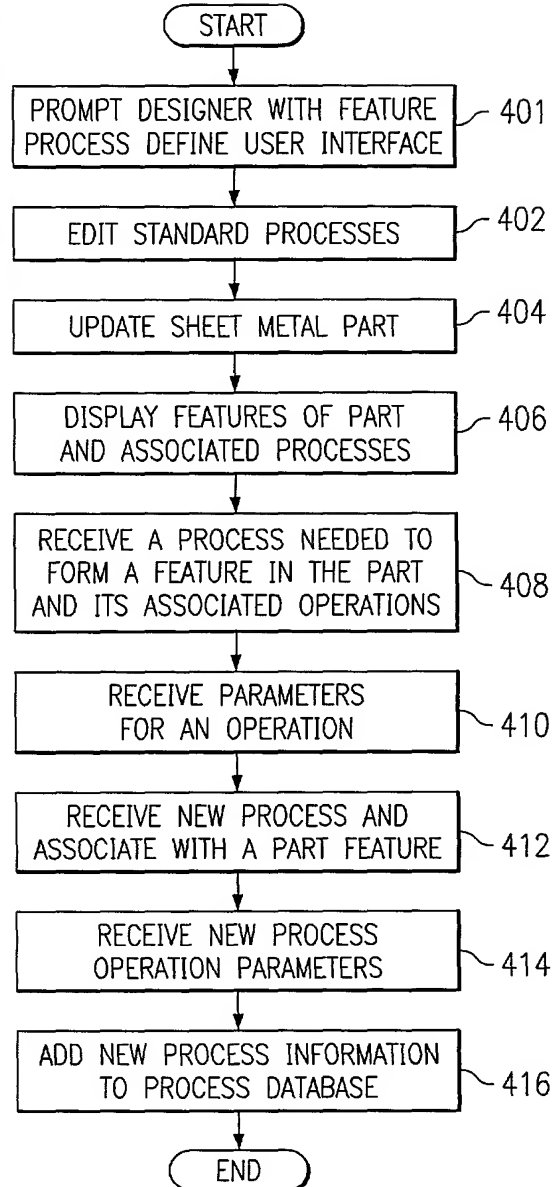 START
PROMPT DESIGNER WITH FEATURE
PROCESS DEFINE USER INTERFACE
401
EDIT STANDARD PROCESSES
402
UPDATE SHEET METAL PART
404
DISPLAY FEATURES OF PART
AND ASSOCIATED PROCESSES
406
RECEIVE A PROCESS NEEDED TO
FORM A FEATURE IN THE PART
AND ITS ASSOCIATED OPERATIONS
408
RECEIVE PARAMETERS
FOR AN OPERATION
410
RECEIVE NEW PROCESS AND
ASSOCIATE WITH A PART FEATURE
412
RECEIVE NEW PROCESS
OPERATION PARAMETERS
414
ADD NEW PROCESS INFORMATION
TO PROCESS DATABASE
416
END